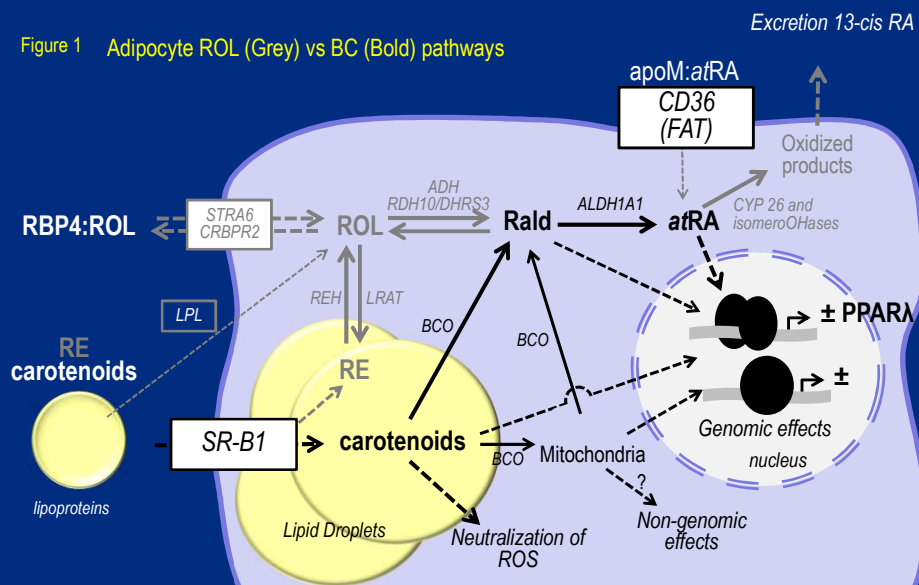 Excretion 13-cis RA
Figure 1 Adipocyte ROL (Grey) vs BC (Bold) pathways
apoM:atRA
CD36
(FAT)
Oxidized
products
ADH
RDH10/DHRS3
ALDH1A1
CYP 26 and
isomeroOHases
RBP4:ROL
STRA6
CRBPR2
ROL
Rald
atRA
REH
LRAT
LPL
BCO
BCO
± PPARλ
RE
carotenoids
RE
±
SR-B1
carotenoids
BCO
Mitochondria
Genomic effects
nucleus
?
lipoproteins
Lipid Droplets
Neutralization of
ROS
Non-genomic
effects